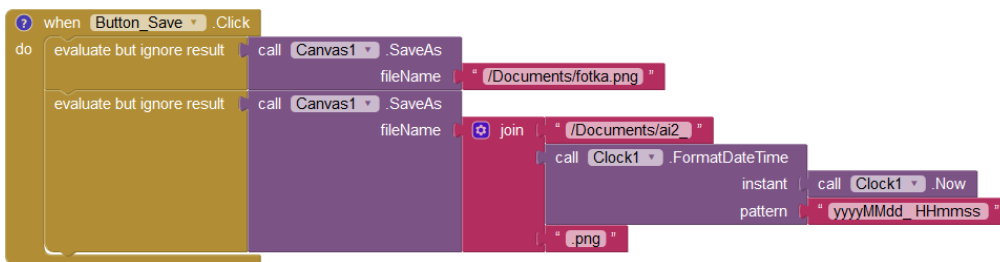 ? when Button_Save .Click
do evaluate but ignore result call Canvas1 .SaveAs
fileName " /Documents/fotka.png "
evaluate but ignore result call Canvas1 .SaveAs
fileName join " /Documents/ai2_ "
call Clock1 .FormatDateTime
instant call Clock1 .Now
pattern " yyyyMMdd_HHmmss "
" .png "